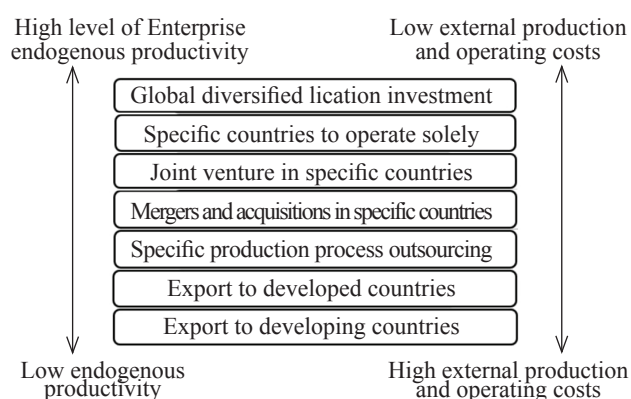 High level of Enterprise
endogenous productivity
Low external production
and operating costs
Global diversified lication investment
Specific countries to operate solely
Joint venture in specific countries
Mergers and acquisitions in specific countries
Specific production process outsourcing
Export to developed countries
Export to developing countries
Low endogenous
productivity
High external production
and operating costs